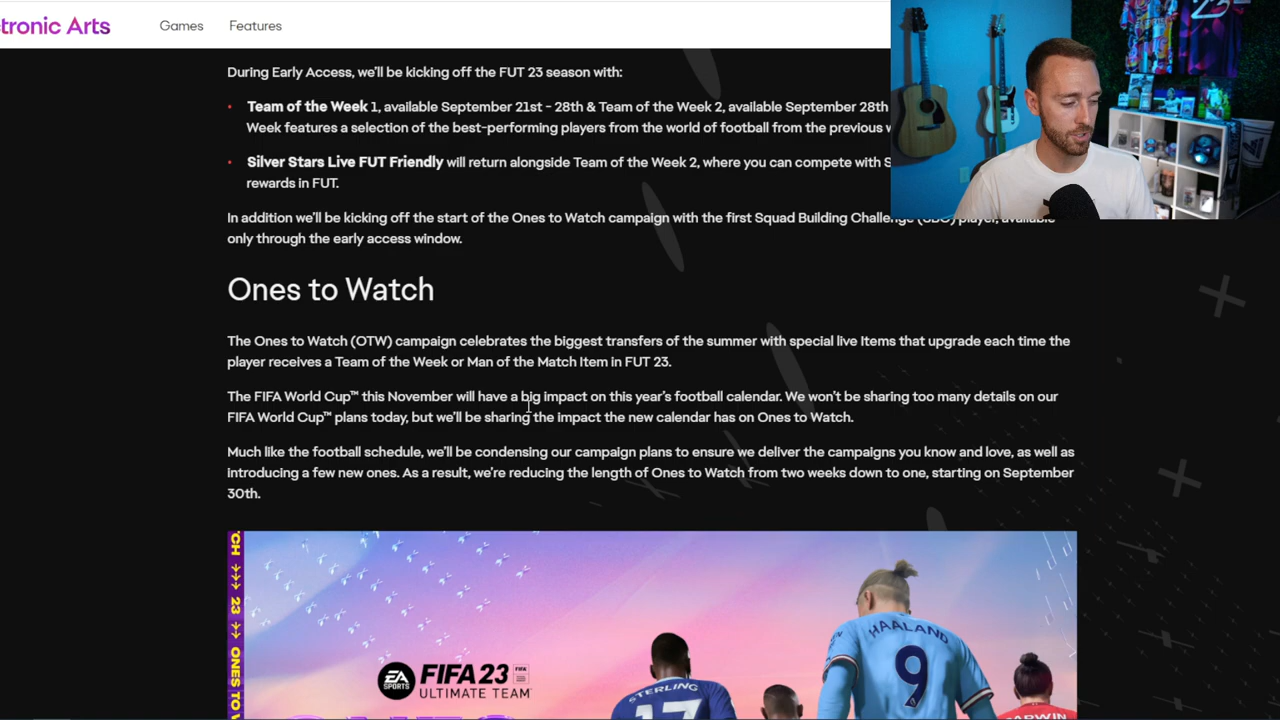 tronic Arts
Games
Features
During Early Access, we'll be kicking off the FUT 23 season with:
Team of the Week 1, available September 21st - 28th & Team of the Week 2, available September 28th
Week features a selection of the best-performing players from the world of football from the previous
Silver Stars Live FUT Friendly will return alongside Team of the Week 2, where you can compete with
rewards in FUT.
In addition we'll be kicking off the start of the Ones to Watch campaign with the first Squad Building Challenge (SBC) player, available
only through the early access window.
Ones to Watch
The Ones to Watch (OTW) campaign celebrates the biggest transfers of the summer with special live Items that upgrade each time the
player receives a Team of the Week or Man of the Match Item in FUT 23.
The FIFA World Cup™ this November will have a big impact on this year's football calendar. We won't be sharing too many details on our
FIFA World Cup™ plans today, but we'll be sharing the impact the new calendar has on Ones to Watch.
Much like the football schedule, we'll be condensing our campaign plans to ensure we deliver the campaigns you know and love, as well as
introducing a few new ones. As a result, we're reducing the length of Ones to Watch from two weeks down to one, starting on September
30th.
TCH 23 ONES TO
EA SPORTS
FIFA 23
FIFA
ULTIMATE TEAM
STERLING
17
HAALAND
9
23